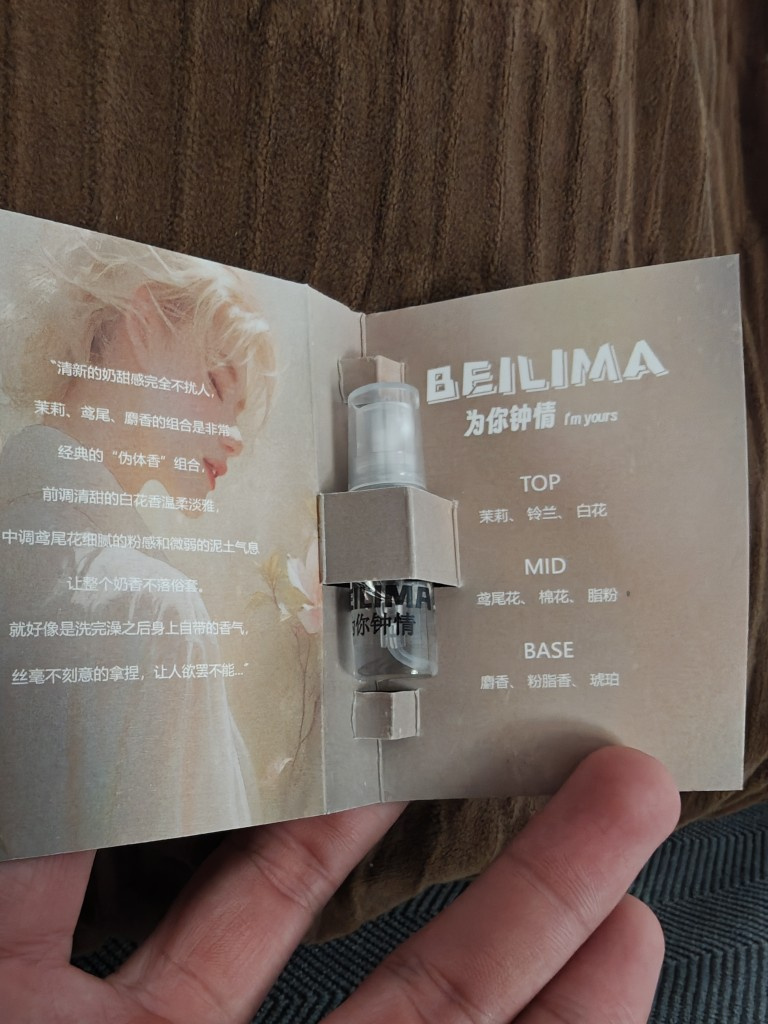 “清新的奶甜感完全不扰人，
茉莉、鸢尾、麝香的组合是非常
经典的“伪体香”组合，
前调清甜的白花香温柔淡雅，
中调鸢尾花细腻的粉感和微弱的泥土气息
让整个奶香不落俗套。
就好像是洗完澡之后身上自带的香气，
丝毫不刻意的拿捏，让人欲罢不能...”
EILIMA
你钟情
BEILIMA
为你钟情 I'm yours
TOP
茉莉、铃兰、白花
MID
鸢尾花、棉花、脂粉
BASE
麝香、粉脂香、琥珀